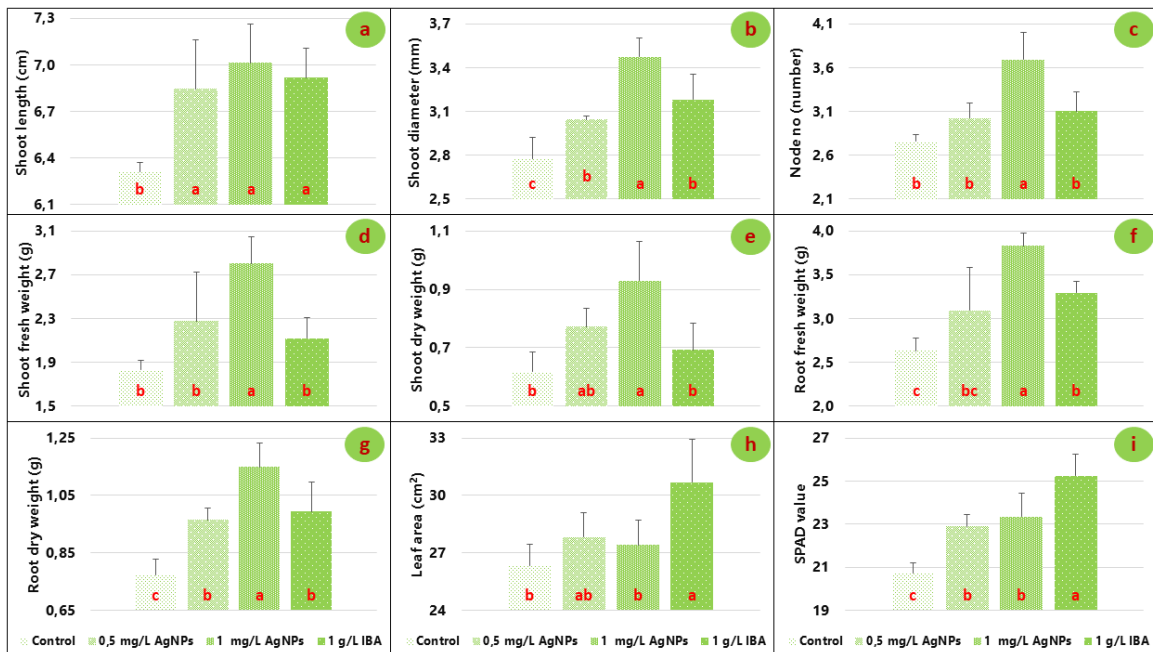 7,3
7,0
6,7
6,4
6,1
Shoot length (cm)
a
b a a a
3,7
3,4
3,1
2,8
2,5
Shoot diameter (mm)
b
c b a b
4,1
3,6
3,1
2,6
2,1
Node no (number)
c
b b a b
3,1
2,7
2,3
1,9
1,5
Shoot fresh weight (g)
d
b b a b
1,1
0,9
0,7
0,5
Shoot dry weight (g)
e
b ab a b
4,0
3,5
3,0
2,5
2,0
Root fresh weight (g)
f
c bc a b
1,25
1,05
0,85
0,65
Root dry weight (g)
g
c b a b
33
30
27
24
Leaf area (cm²)
h
b ab b a
27
25
23
21
19
SPAD value
i
c b b a
Control 0,5 mg/L AgNPs 1 mg/L AgNPs 1 g/L IBA
Control 0,5 mg/L AgNPs 1 mg/L AgNPs 1 g/L IBA
Control 0,5 mg/L AgNPs 1 mg/L AgNPs 1 g/L IBA